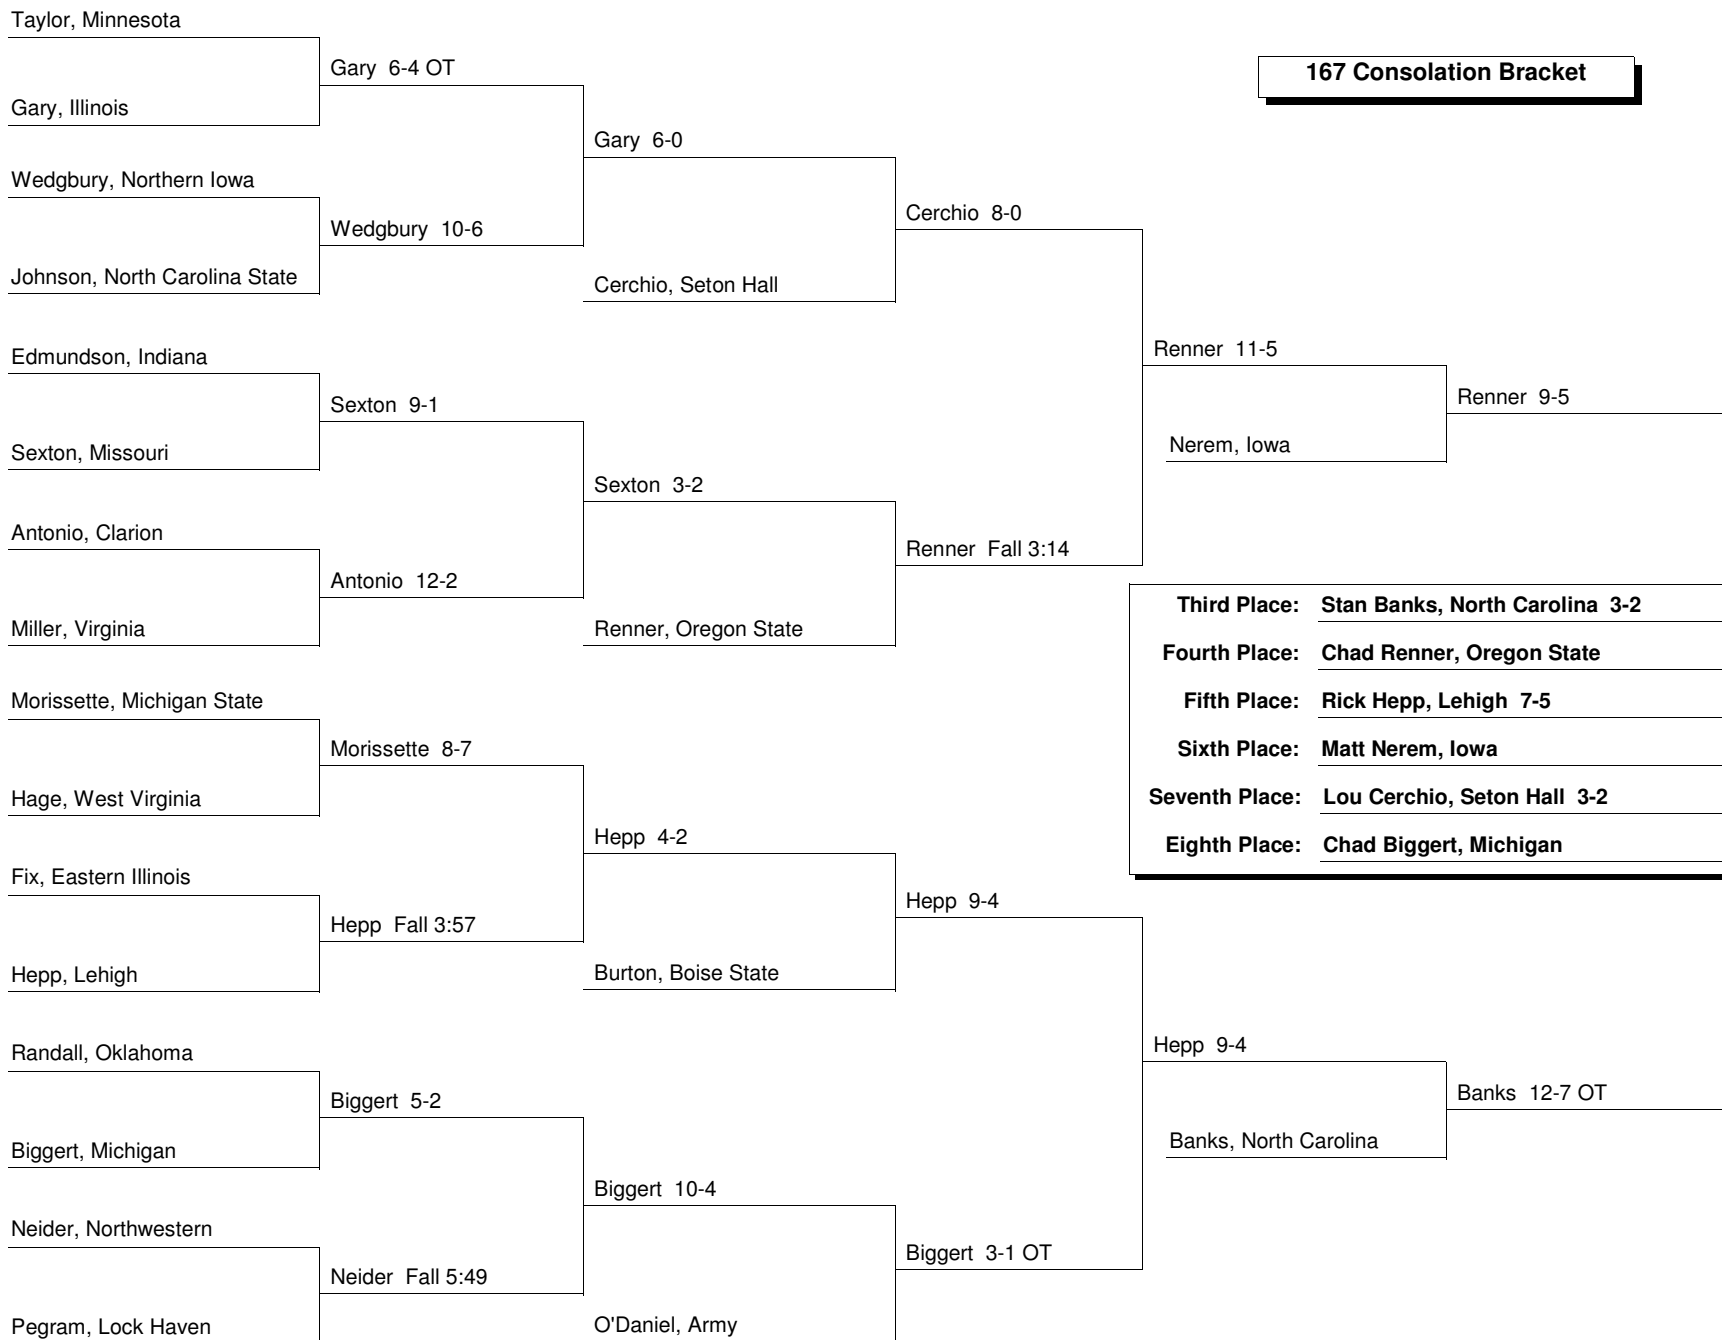 Taylor, Minnesota
Gary 6-4 OT
167 Consolation Bracket
Gary, Illinois
Gary 6-0
Wedgbury, Northern Iowa
Cerchio 8-0
Wedgbury 10-6
Johnson, North Carolina State
Cerchio, Seton Hall
Edmundson, Indiana
Renner 11-5
Sexton 9-1
Renner 9-5
Sexton, Missouri
Nerem, Iowa
Sexton 3-2
Antonio, Clarion
Renner Fall 3:14
Antonio 12-2
Third Place: Stan Banks, North Carolina 3-2
Miller, Virginia
Renner, Oregon State
Fourth Place: Chad Renner, Oregon State
Morissette, Michigan State
Fifth Place: Rick Hepp, Lehigh 7-5
Morissette 8-7
Sixth Place: Matt Nerem, Iowa
Hage, West Virginia
Seventh Place: Lou Cerchio, Seton Hall 3-2
Hepp 4-2
Eighth Place: Chad Biggert, Michigan
Fix, Eastern Illinois
Hepp 9-4
Hepp Fall 3:57
Hepp, Lehigh
Burton, Boise State
Randall, Oklahoma
Hepp 9-4
Biggert 5-2
Banks 12-7 OT
Biggert, Michigan
Banks, North Carolina
Biggert 10-4
Neider, Northwestern
Biggert 3-1 OT
Neider Fall 5:49
Pegram, Lock Haven
O'Daniel, Army